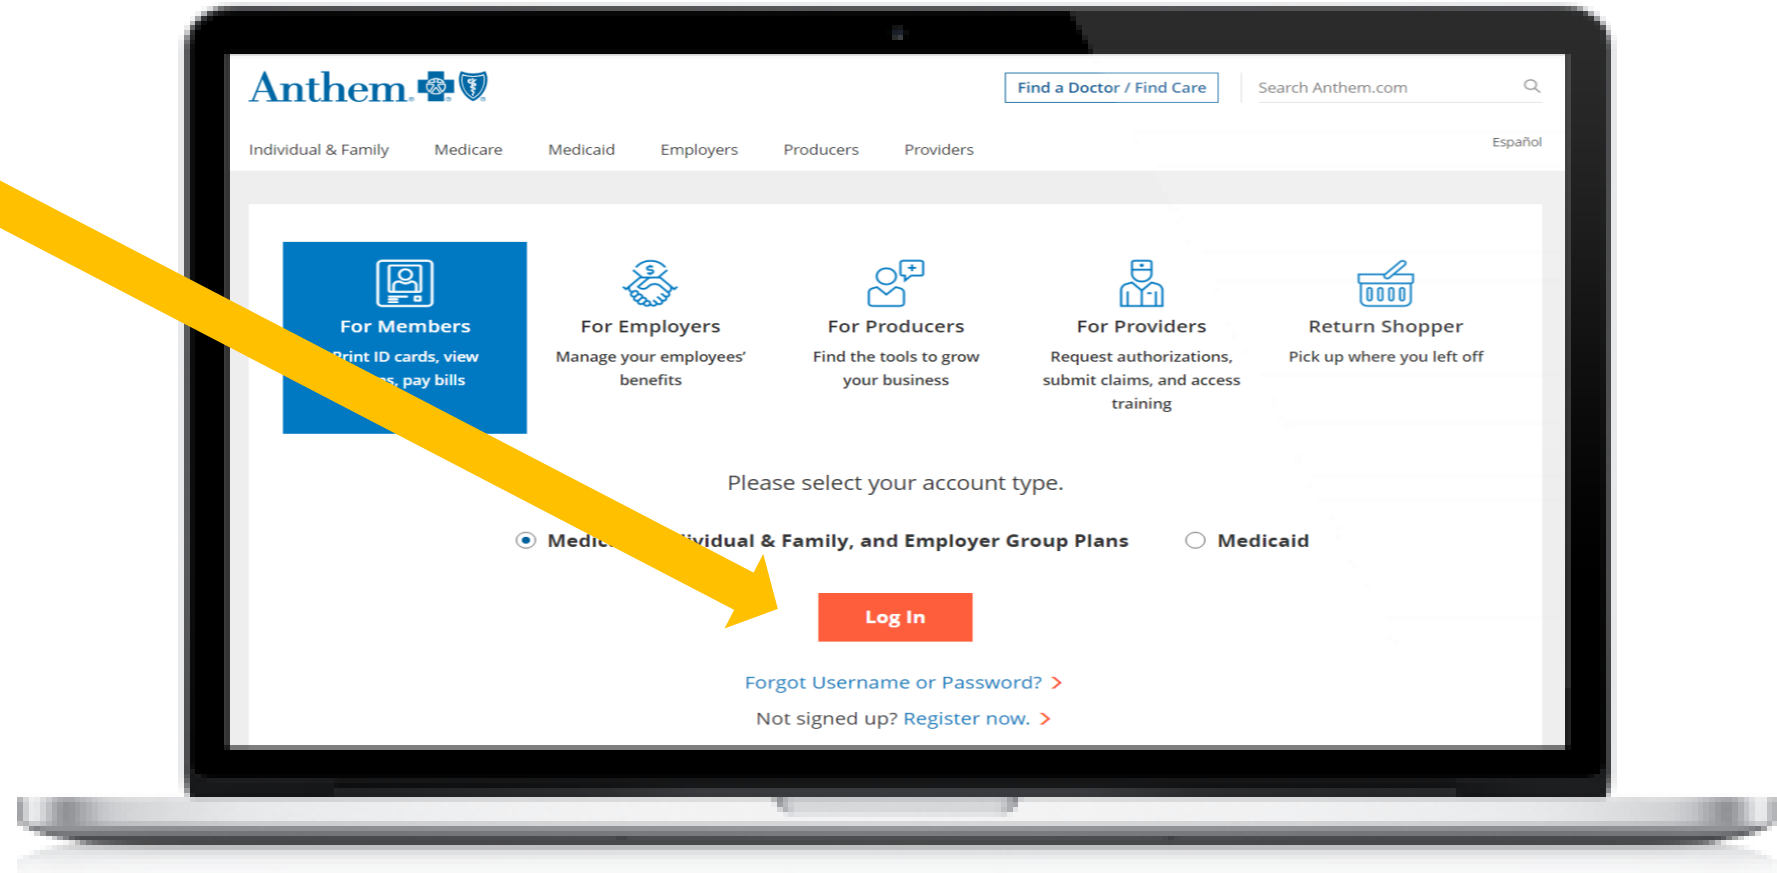 Anthem
Find a Doctor / Find Care
Search Anthem.com
Español
Individual & Family Medicare Medicaid Employers Producers Providers
For Members
Print ID cards, view
pay bills
For Employers
Manage your employees'
benefits
For Producers
Find the tools to grow
your business
For Providers
Request authorizations,
submit claims, and access
training
Return Shopper
Pick up where you left off
Please select your account type.
& Family, and Employer Group Plans
Medicaid
Log In
Forgot Username or Password? >
Not signed up? Register now. >